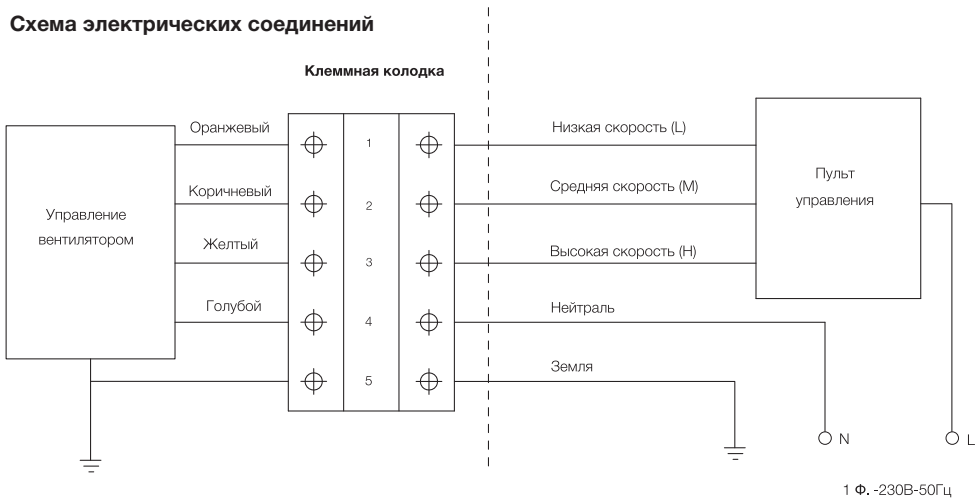 Схема электрических соединений
Клеммная колодка
Оранжевый
1
Низкая скорость (L)
Коричневый
2
Средняя скорость (M)
Пульт
управления
Управление
вентилятором
Желтый
3
Высокая скорость (H)
Голубой
4
Нейтраль
5
Земля
N
L
1 Ф. -230В-50Гц